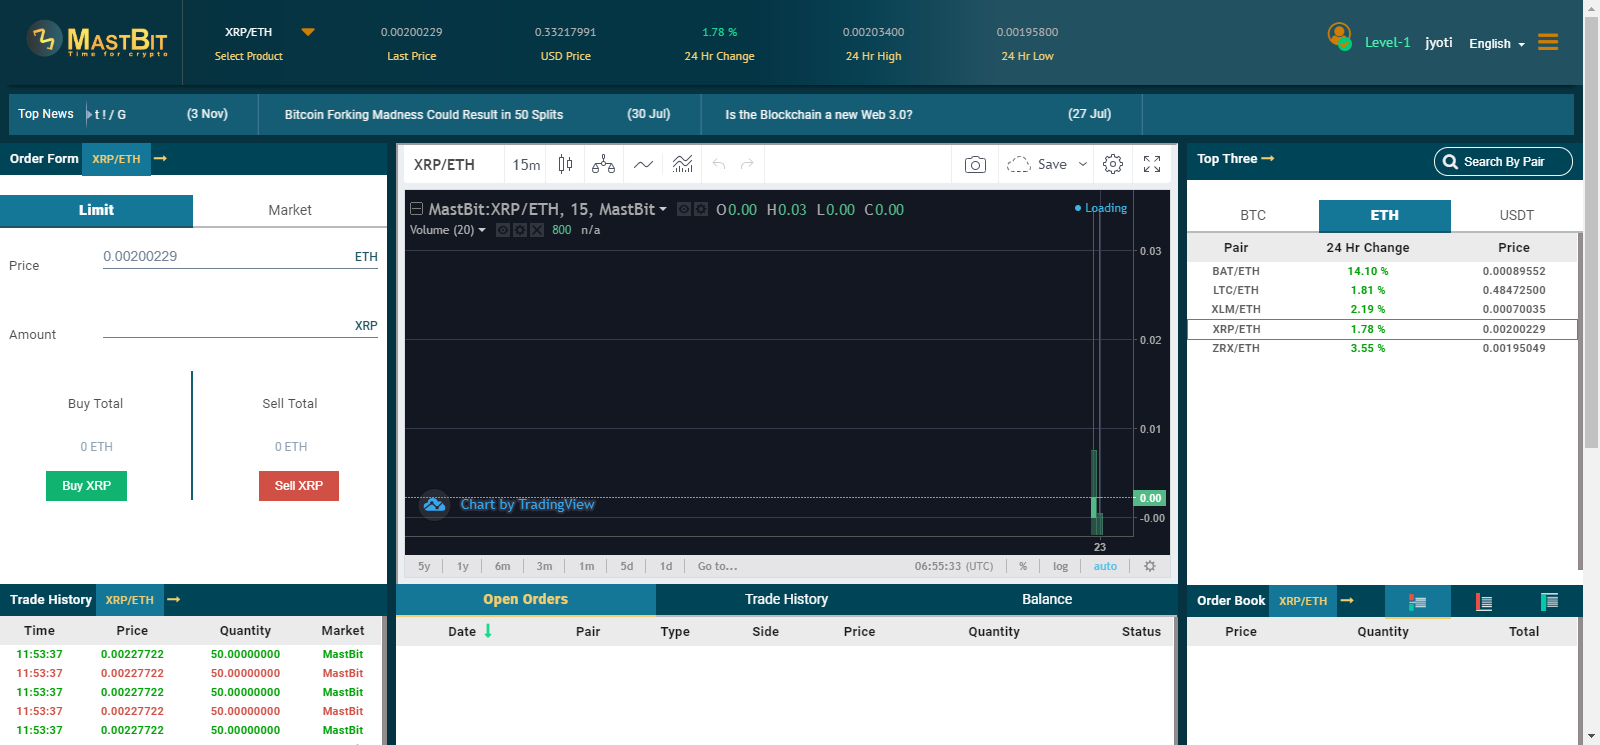 MASTBIT
Time for crypto
XRP/ETH
Select Product
0.00200229
Last Price
0.33217991
USD Price
1.78 %
24 Hr Change
0.00203400
24 Hr High
0.00195800
24 Hr Low
Level-1
jyoti
English
Top News
t ! / G
(3 Nov)
Bitcoin Forking Madness Could Result in 50 Splits
(30 Jul)
Is the Blockchain a new Web 3.0?
(27 Jul)
Order Form XRP/ETH
Limit
Market
Price
0.00200229
ETH
Amount
XRP
Buy Total
Sell Total
0 ETH
0 ETH
Buy XRP
Sell XRP
XRP/ETH
15m
Save
MastBit:XRP/ETH, 15, MastBit
O0.00 H0.03 L0.00 C0.00
Loading
Volume (20)
800 n/a
0.03
0.02
0.01
0.00
-0.00
Chart by TradingView
23
5y 1y 6m 3m 1m 5d 1d Go to...
06:55:33 (UTC) % log auto
Top Three
Search By Pair
BTC ETH USDT
Pair 24 Hr Change Price
BAT/ETH 14.10 % 0.00089552
LTC/ETH 1.81 % 0.48472500
XLM/ETH 2.19 % 0.00070035
XRP/ETH 1.78 % 0.00200229
ZRX/ETH 3.55 % 0.00195049
Trade History XRP/ETH
Time Price Quantity Market
11:53:37 0.00227722 50.00000000 MastBit
11:53:37 0.00227722 50.00000000 MastBit
11:53:37 0.00227722 50.00000000 MastBit
11:53:37 0.00227722 50.00000000 MastBit
11:53:37 0.00227722 50.00000000 MastBit
Open Orders Trade History Balance
Date Pair Type Side Price Quantity Status
Order Book XRP/ETH
Price Quantity Total